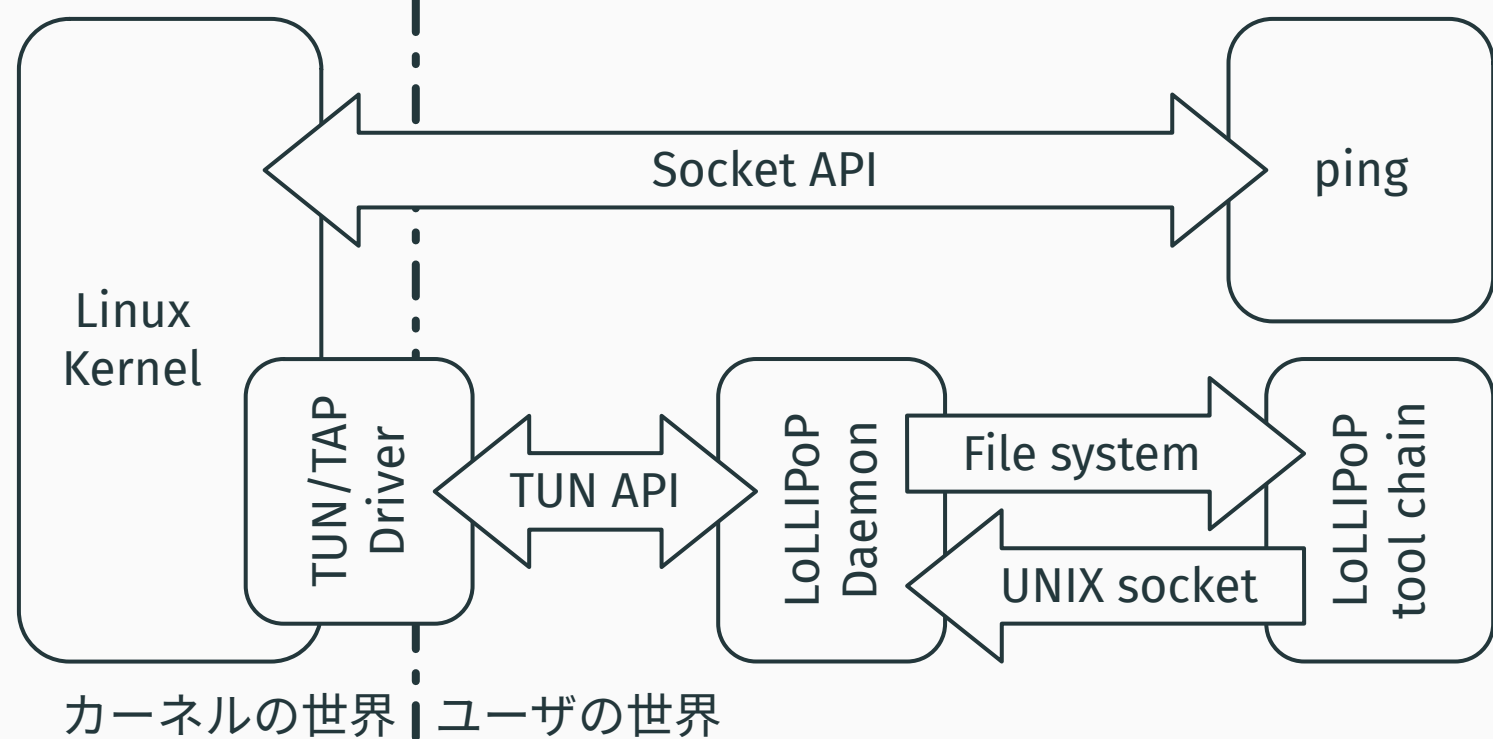 Socket API
ping
Linux
Kernel
TUN/TAP
Driver
TUN API
LoLLIPoP
Daemon
File system
UNIX socket
LoLLIPoP
tool chain
カーネルの世界
ユーザの世界